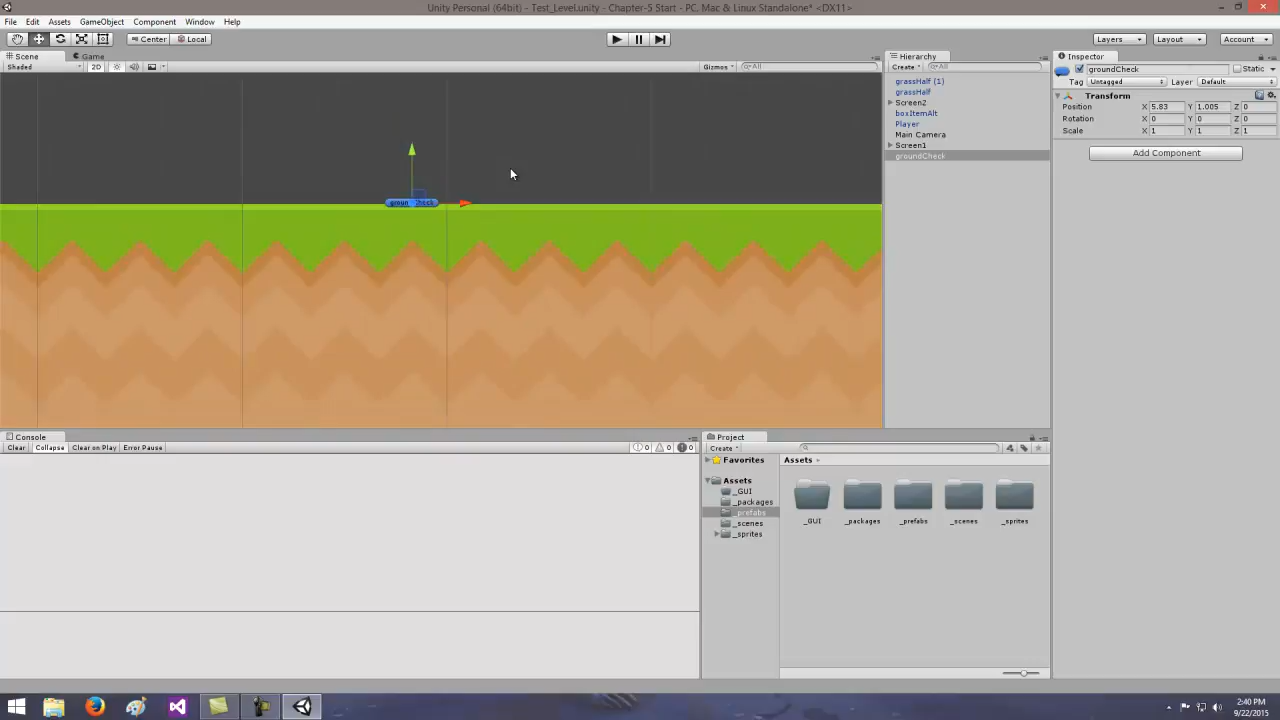 Unity Personal (64bit) - Test_Level.unity - Chapter-5 Start - PC, Mac & Linux Standalone* <DX11>
File Edit Assets GameObject Component Window Help
Center Local
Layers Layout Account
Scene Game
Shaded 2D Gizmos All
Hierarchy
Create All
grassHalf (1)
grassHalf
Screen2
boxItemAlt
Player
Main Camera
Screen1
groundCheck
Inspector
groundCheck Static
Tag Untagged Layer Default
Transform
Position X 5.83 Y 1.005 Z 0
Rotation X 0 Y 0 Z 0
Scale X 1 Y 1 Z 1
Add Component
Console
Clear Collapse Clear on Play Error Pause 0 0 0
Project
Create
Favorites
Assets
_GUI
_packages
_prefabs
_scenes
_sprites
Assets
_GUI _packages _prefabs _scenes _sprites
2:40 PM
9/22/2015